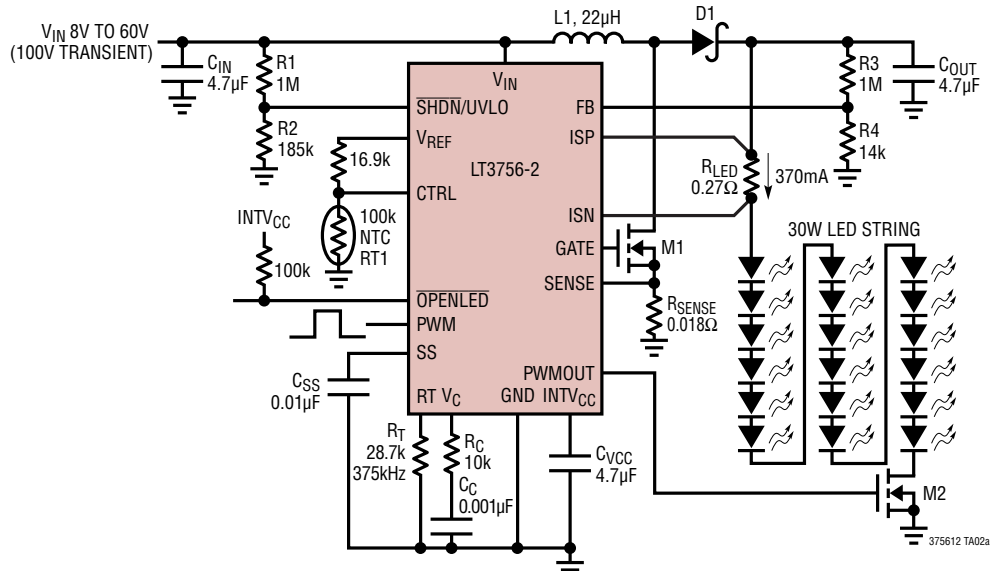 V_IN 8V TO 60V
(100V TRANSIENT)
C_IN
4.7µF
R1
1M
R2
185k
L1, 22µH
D1
V_IN
SHDN/UVLO
V_REF
16.9k
CTRL
100k
NTC
RT1
INTV_CC
100k
OPENLED
PWM
SS
C_SS
0.01µF
RT V_C
GND INTV_CC
LT3756-2
FB
ISP
ISN
GATE
SENSE
PWMOUT
R3
1M
R4
14k
C_OUT
4.7µF
R_LED
0.27Ω
370mA
M1
R_SENSE
0.018Ω
30W LED STRING
R_T
28.7k
375kHz
R_C
10k
C_C
0.001µF
C_VCC
4.7µF
M2
375612 TA02a